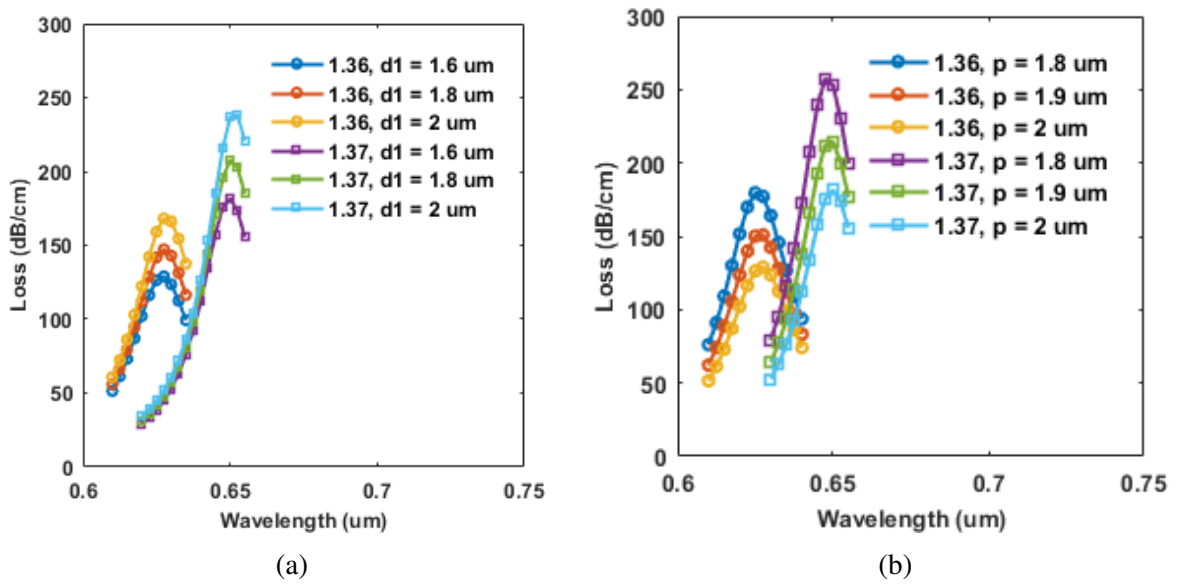 300
250
200
150
100
50
0
Loss (dB/cm)
1.36, d1 = 1.6 um
1.36, d1 = 1.8 um
1.36, d1 = 2 um
1.37, d1 = 1.6 um
1.37, d1 = 1.8 um
1.37, d1 = 2 um
0.6 0.65 0.7 0.75
Wavelength (um)
(a)
300
250
200
150
100
50
0
Loss (dB/cm)
1.36, p = 1.8 um
1.36, p = 1.9 um
1.36, p = 2 um
1.37, p = 1.8 um
1.37, p = 1.9 um
1.37, p = 2 um
0.6 0.65 0.7 0.75
Wavelength (um)
(b)